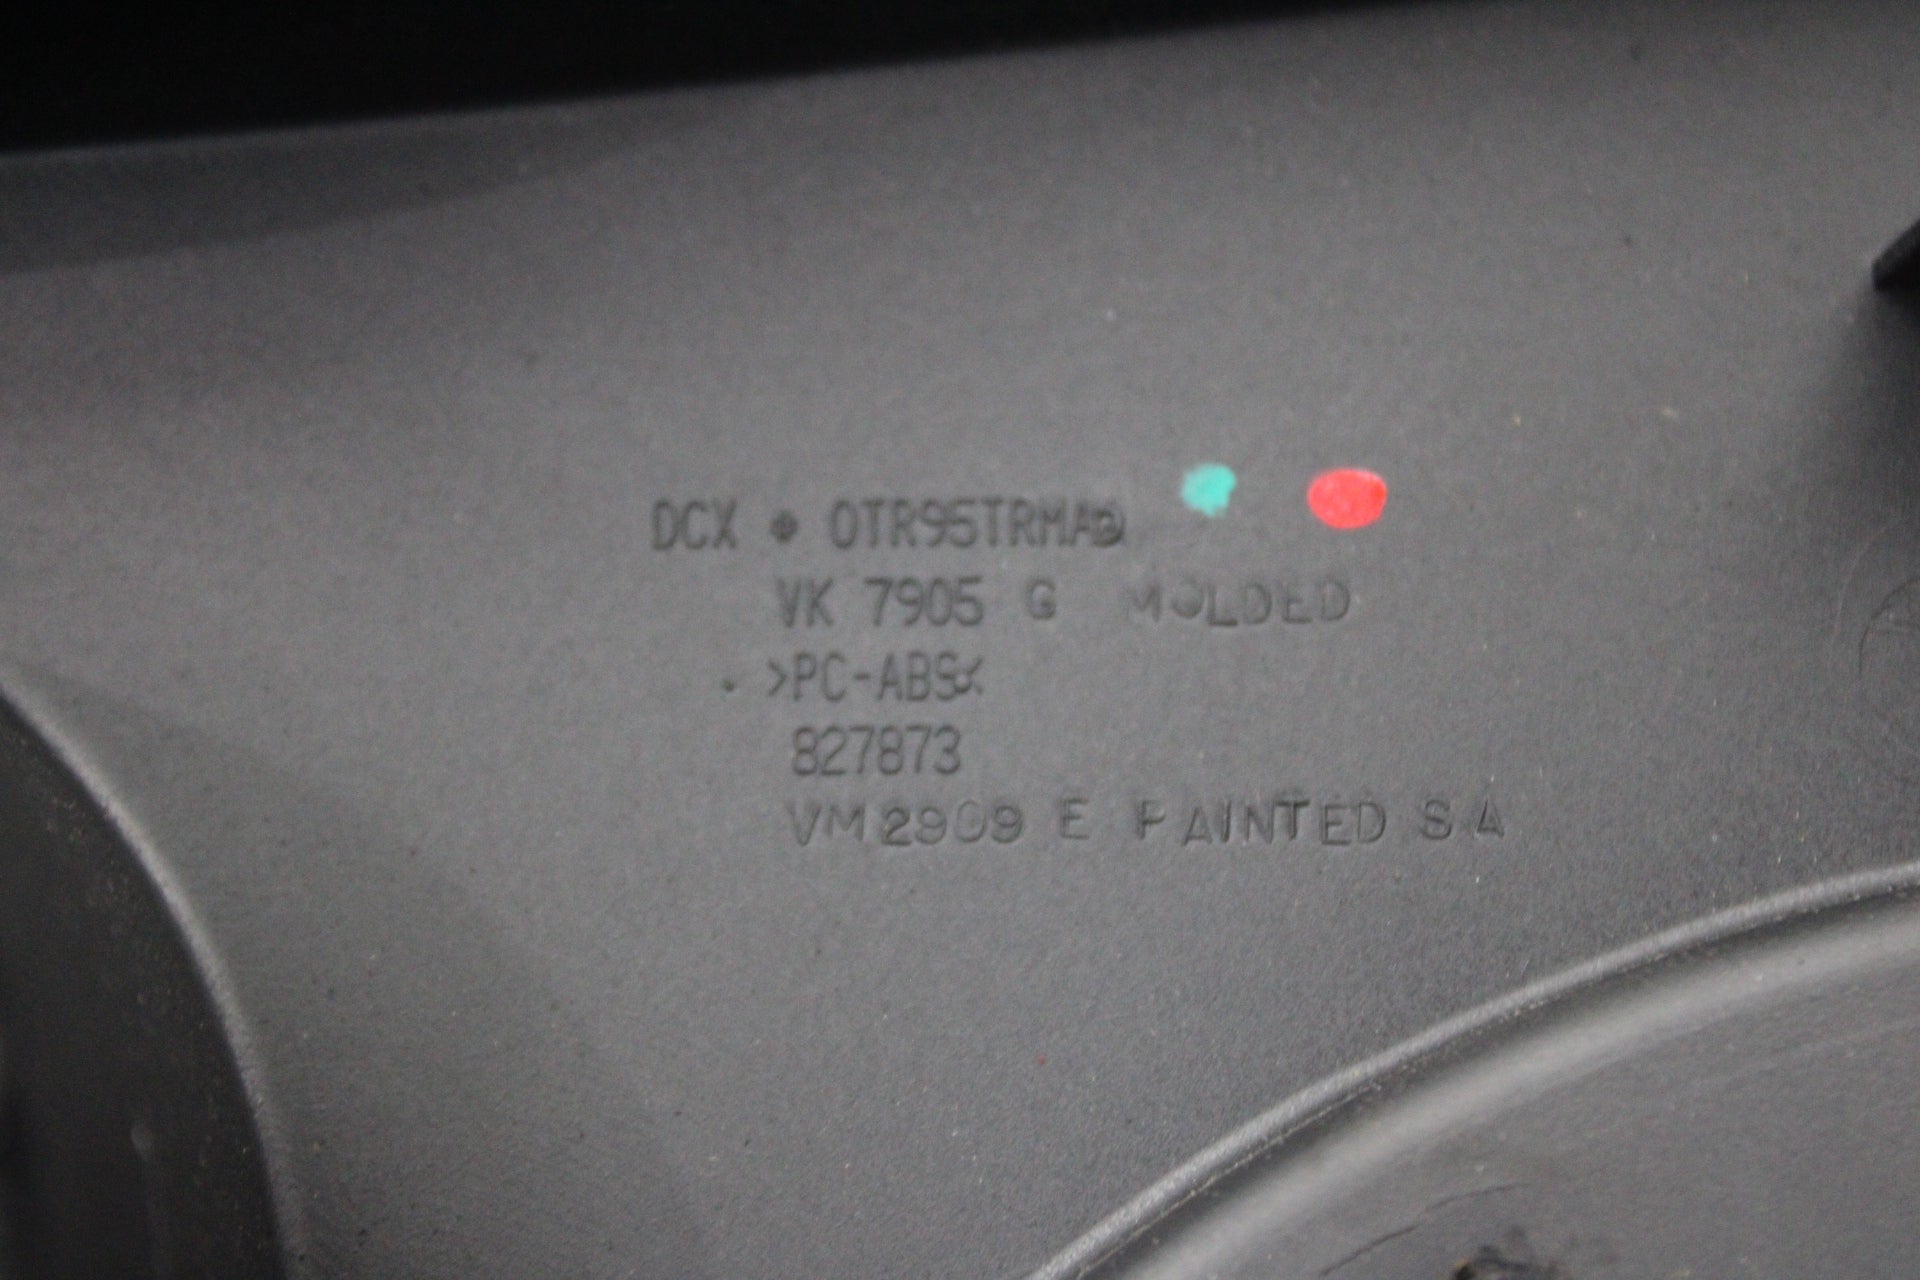 DCX 0TR95TRMA
VK 7905 G MOLDED
>PC-ABS<
827873
VM2909 E PAINTED SA